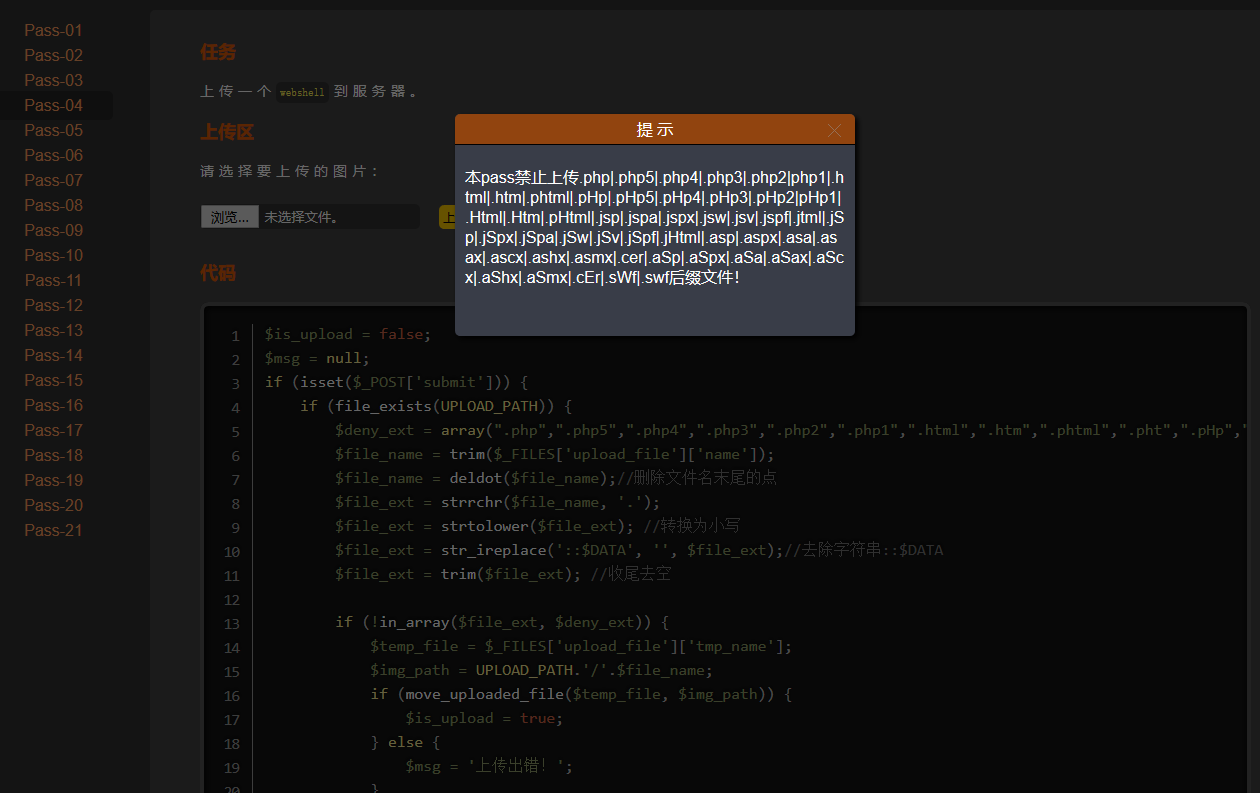 Pass-01
Pass-02
Pass-03
Pass-04
Pass-05
Pass-06
Pass-07
Pass-08
Pass-09
Pass-10
Pass-11
Pass-12
Pass-13
Pass-14
Pass-15
Pass-16
Pass-17
Pass-18
Pass-19
Pass-20
Pass-21
任务
上传一个 webshell 到服务器。
上传区
请选择要上传的图片：
浏览... 未选择文件。 上
代码
提示
本pass禁止上传.php|.php5|.php4|.php3|.php2|php1|.h
tml|.htm|.phtml|.pHp|.pHp5|.pHp4|.pHp3|.pHp2|pHp1|
.Html|.Htm|.pHtml|.jsp|.jspa|.jspx|.jsw|.jsv|.jspf|.jtml|.jS
p|.jSpx|.jSpa|.jSw|.jSv|.jSpf|.jHtml|.asp|.aspx|.asa|.as
ax|.ascx|.ashx|.asmx|.cer|.aSp|.aSpx|.aSa|.aSax|.aSc
x|.aShx|.aSmx|.cEr|.sWf|.swf后缀文件！
1 $is_upload = false;
2 $msg = null;
3 if (isset($_POST['submit'])) {
4 if (file_exists(UPLOAD_PATH)) {
5 $deny_ext = array(".php",".php5",".php4",".php3",".php2",".php1",".html",".htm",".phtml",".pht",".pHp","
6 $file_name = trim($_FILES['upload_file']['name']);
7 $file_name = deldot($file_name);//删除文件名末尾的点
8 $file_ext = strrchr($file_name, '.');
9 $file_ext = strtolower($file_ext); //转换为小写
10 $file_ext = str_ireplace('::$DATA', '', $file_ext);//去除字符串::$DATA
11 $file_ext = trim($file_ext); //收尾去空
12
13 if (!in_array($file_ext, $deny_ext)) {
14 $temp_file = $_FILES['upload_file']['tmp_name'];
15 $img_path = UPLOAD_PATH.'/'.$file_name;
16 if (move_uploaded_file($temp_file, $img_path)) {
17 $is_upload = true;
18 } else {
19 $msg = '上传出错！';
20 }